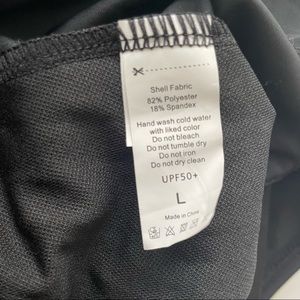 Shell Fabric
82% Polyester
18% Spandex
Hand wash cold water
with liked color
Do not bleach
Do not tumble dry
Do not iron
Do not dry clean
UPF50+
L
Made in China